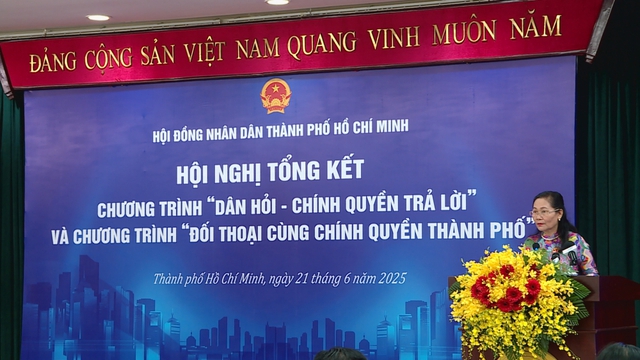 ĐẢNG CỘNG SẢN VIỆT NAM QUANG VINH MUÔN NĂM
HỘI ĐỒNG NHÂN DÂN THÀNH PHỐ HỒ CHÍ MINH
HỘI NGHỊ TỔNG KẾT
CHƯƠNG TRÌNH “DÂN HỎI - CHÍNH QUYỀN TRẢ LỜI”
VÀ CHƯƠNG TRÌNH “ĐỐI THOẠI CÙNG CHÍNH QUYỀN THÀNH PHỐ”
Thành phố Hồ Chí Minh, ngày 21 tháng 6 năm 2025